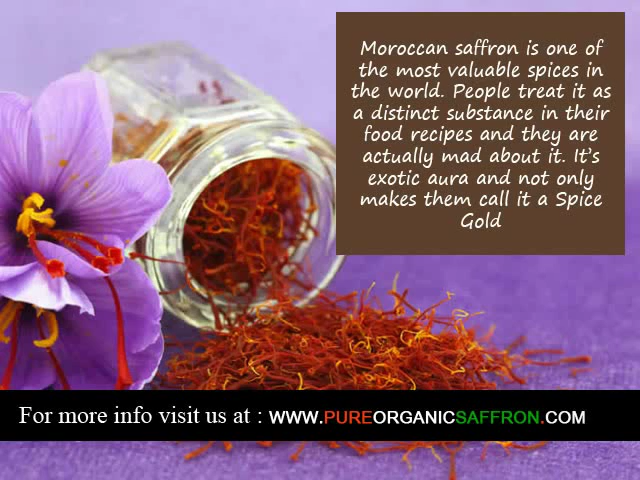 Moroccan saffron is one of
the most valuable spices in
the world. People treat it as
a distinct substance in their
food recipes and they are
actually mad about it. It's
exotic aura and not only
makes them call it a Spice
Gold
For more info visit us at : WWW.PUREORGANICSAFFRON.COM